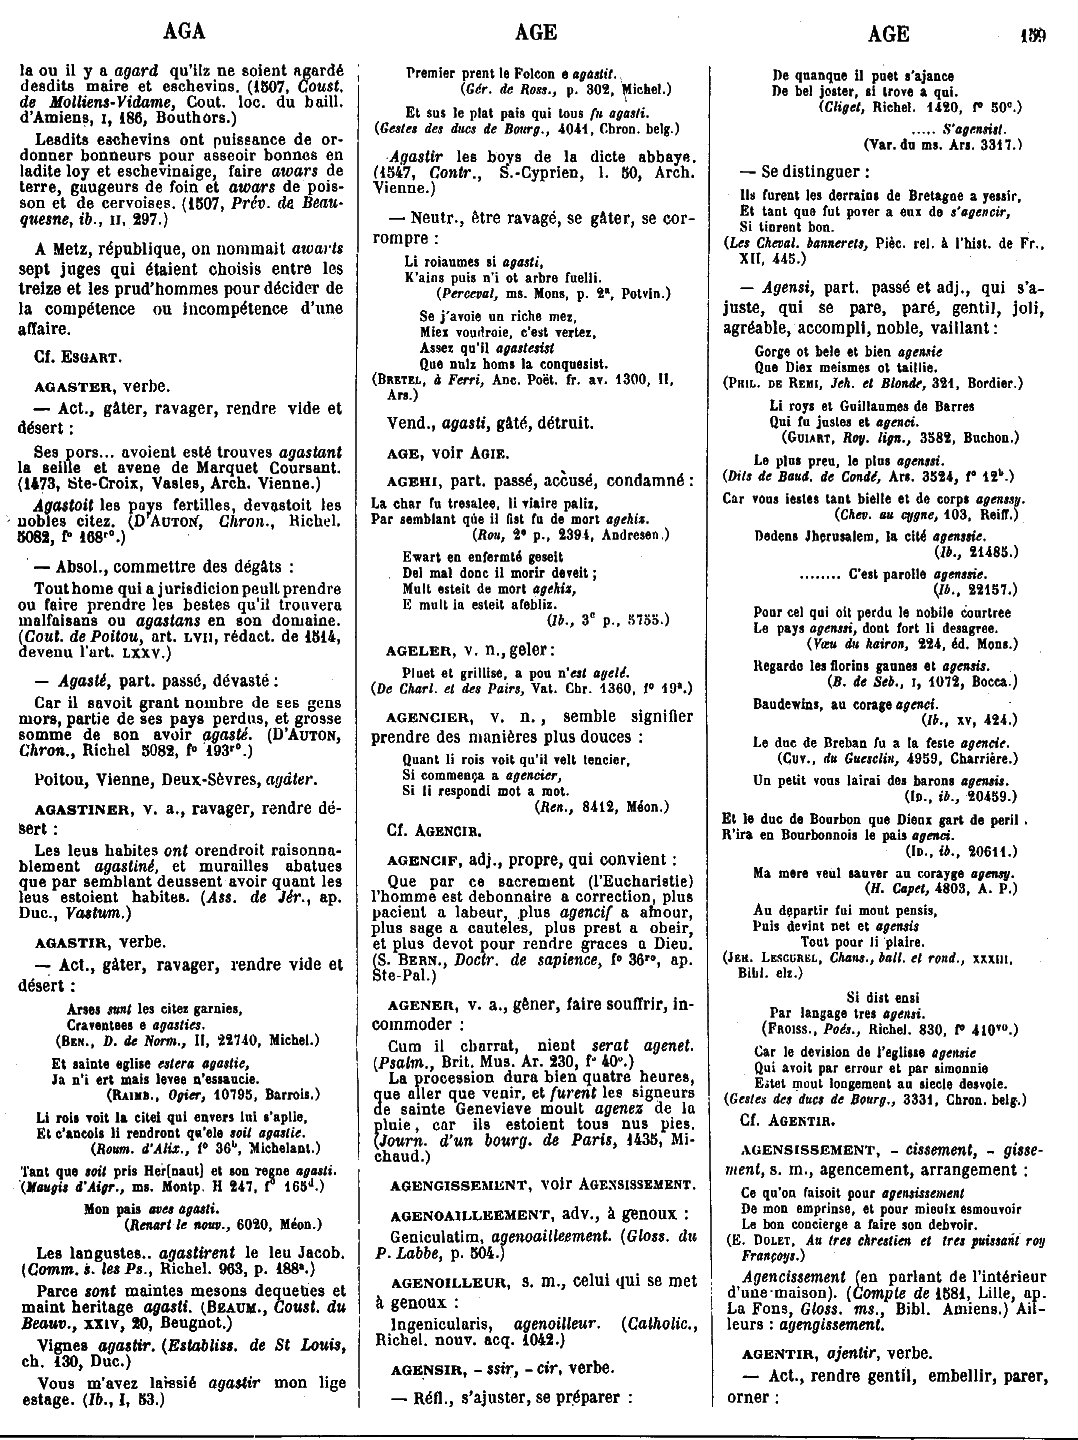 AGA
AGE
AGE
159
la ou il y a agard qu'ilz ne soient agardé
desdits maire et eschevins. (1507, Coust.
de Molliens-Vidame, Cout. loc. du baill.
d'Amiens, I, 186, Bouthors.)
Lesdits eschevins ont puissance de or-
donner bonneurs pour asseoir bonnes en
ladite loy et eschevinaige, faire awars de
terre, gaugeurs de foin et awars de pois-
son et de cervoises. (1507, Prév. de Beau-
quesne, ib., II, 297.)
A Metz, république, on nommait awarts
sept juges qui étaient choisis entre les
treize et les prud'hommes pour décider de
la compétence ou incompétence d'une
affaire.
Cf. ESGART.
AGASTER, verbe.
— Act., gâter, ravager, rendre vide et
désert :
Ses pors... avoient esté trouves agastant
la seille et avene de Marquet Coursant.
(1473, Ste-Croix, Vasles, Arch. Vienne.)
Agastoit les pays fertilles, devastoit les
nobles citez. (D'AUTON, Chron., Richel.
5082, f° 168ro.)
— Absol., commettre des dégâts :
Tout home qui a jurisdicion peult prendre
ou faire prendre les bestes qu'il trouvera
malfaisans ou agastans en son domaine.
(Cout. de Poitou, art. LVII, rédact. de 1514,
devenu l'art. LXXV.)
— Agasté, part. passé, dévasté :
Car il savoit grant nombre de ses gens
mors, partie de ses pays perdus, et grosse
somme de son avoir agasté. (D'AUTON,
Chron., Richel 5082, f° 193ro.)
Poitou, Vienne, Deux-Sèvres, agâter.
AGASTINER, v. a., ravager, rendre dé-
sert :
Les leus habites ont orendroit raisonna-
blement agastiné, et murailles abatues
que par semblant deussent avoir quant les
leus estoient habites. (Ass. de Jér., ap.
Duc., Vastum.)
AGASTIR, verbe.
— Act., gâter, ravager, rendre vide et
désert :
Arses sunt les citez garnies,
Craventees e agasties.
(BEN., D. de Norm., II, 22740, Michel.)
Et sainte eglise estera agastie,
Ja n'i ert mais levee n'essaucie.
(RAIMB., Ogier, 10795, Barrois.)
Li rois voit la citei qui envers lui s'aplie,
Et c'ancois li rendront qu'ele soit agastie.
(Roum. d'Alix., f° 36b, Michelant.)
Tant que soit pris Her[naut] et son regne agasti.
(Maugis d'Aigr., ms. Montp. H 247, f° 165d.)
Mon pais aves agasti.
(Renart le nouv., 6020, Méon.)
Les langustes.. agastirent le leu Jacob.
(Comm. s. les Ps., Richel. 963, p. 188a.)
Parce sont maintes mesons dequeties et
maint heritage agasti. (BEAUM., Coust. du
Beauv., XXIV, 20, Beugnot.)
Vignes agastir. (Establiss. de St Louis,
ch. 130, Duc.)
Vous m'avez laissié agastir mon lige
estage. (Ib., I, 53.)
Premier prent le Folcon e agastit.
(Gér. de Ross., p. 302, Michel.)
Et sus le plat pais qui tous fu agasti.
(Gestes des ducs de Bourg., 4041, Chron. belg.)
Agastir les boys de la dicte abbaye.
(1547, Contr., S.-Cyprien, l. 50, Arch.
Vienne.)
— Neutr., être ravagé, se gâter, se cor-
rompre :
Li roiaumes si agasti,
K'ains puis n'i ot arbre fuelli.
(Perceval, ms. Mons, p. 2a, Potvin.)
Se j'avoie un riche mez,
Miex voudroie, c'est vertez,
Assez qu'il agastesist
Que nulz homs la conquesist.
(BRETEL, à Ferri, Anc. Poët. fr. av. 1300, II,
Ars.)
Vend., agasti, gâté, détruit.
AGE, voir AGIE.
AGEHI, part. passé, accusé, condamné :
La char fu tresalee, li viaire paliz,
Par semblant que il fist fu de mort agehiz.
(Rou, 2e p., 2394, Andresen.)
Ewart en enfermté geseit
Del mal donc il morir deveit ;
Mult esteit de mort agehiz,
E mult la esteit afebliz.
(Ib., 3e p., 5755.)
AGELER, v. n., geler :
Pluet et grillise, a pou n'est agelé.
(De Charl. et des Pairs, Vat. Chr. 1360, f° 19a.)
AGENCIER, v. n., semble signifier
prendre des manières plus douces :
Quant li rois voit qu'il velt tencier,
Si commença a agencier,
Si li respondi mot a mot.
(Ren., 8412, Méon.)
Cf. AGENCIR.
AGENCIF, adj., propre, qui convient :
Que par ce sacrement (l'Eucharistie)
l'homme est debonnaire a correction, plus
pacient a labeur, plus agencif a amour,
plus sage a cauteles, plus prest a obeir,
et plus devot pour rendre graces a Dieu.
(S. BERN., Doctr. de sapience, f° 36ro, ap.
Ste-Pal.)
AGENER, v. a., gêner, faire souffrir, in-
commoder :
Cum il charrat, nient serat agenet.
(Psalm., Brit. Mus. Ar. 230, f° 40v.)
La procession dura bien quatre heures,
que aller que venir, et furent les signeurs
de sainte Genevieve moult agenez de la
pluie, car ils estoient tous nus pies.
(Journ. d'un bourg. de Paris, 1435, Mi-
chaud.)
AGENGISSEMENT, voir AGENSISSEMENT.
AGENOAILLEEMENT, adv., à genoux :
Geniculatim, agenoailleement. (Gloss. du
P. Labbe, p. 504.)
AGENOILLEUR, s. m., celui qui se met
à genoux :
Ingenicularis, agenoilleur. (Catholic.,
Richel. nouv. acq. 1042.)
AGENSIR, - ssir, - cir, verbe.
— Réfl., s'ajuster, se préparer :
De quanque il puet s'ajance
De bel joster, si trove a qui.
(Cliget, Richel. 1420, f° 50c.)
..... S'agensist.
(Var. du ms. Ars. 3317.)
— Se distinguer :
Ils furent les derrains de Bretagne a yessir,
Et tant que fut pover a eux de s'agencir,
Si tinrent bon.
(Les Cheval. bannerets, Pièc. rel. à l'hist. de Fr.,
XII, 445.)
— Agensi, part. passé et adj., qui s'a-
juste, qui se pare, paré, gentil, joli,
agréable, accompli, noble, vaillant :
Gorge ot bele et bien agensie
Que Diex meismes ot taillie.
(PHIL. DE REMI, Jeh. et Blonde, 321, Bordier.)
Li roys et Guillaumes de Barres
Qui fu justes et agenci.
(GUIART, Roy. lign., 3582, Buchon.)
Le plus preu, le plus agenssi.
(Dits de Baud. de Condé, Ars. 3524, f° 12b.)
Car vous iestes tant bielle et de corps agenssy.
(Chev. au cygne, 103, Reiff.)
Dedens Jherusalem, la cité agenssie.
(Ib., 21485.)
........ C'est parolle agenssie.
(Ib., 22157.)
Pour cel qui oit perdu le nobile courtree
Le pays agenssi, dont fort li desagree.
(Vœu du hairon, 224, éd. Mons.)
Regardo les florins gaunes et agensis.
(B. de Seb., I, 1072, Bocca.)
Baudewins, au corage agenci.
(Ib., XV, 424.)
Le duc de Breban fu a la feste agencie.
(CUV., du Guesclin, 4959, Charrière.)
Un petit vous lairai des barons agensis.
(ID., ib., 20459.)
Et le duc de Bourbon que Dieux gart de peril.
R'ira en Bourbonnois le pais agenci.
(ID., ib., 20611.)
Ma mere veul sauver au corayge agensy.
(H. Capet, 4803, A. P.)
Au departir fui mout pensis,
Puis devint net et agensis
Tout pour li plaire.
(JEH. LESCUREL, Chans., ball. et rond., XXXIII,
Bibl. elz.)
Si dist ensi
Par langage tres agensi.
(FROISS., Poés., Richel. 830, f° 410vo.)
Car le devision de l'eglisse agensie
Qui avoit par errour et par simonnie
Estet mout longement au siecle desvoie.
(Gestes des ducs de Bourg., 3331, Chron. belg.)
Cf. AGENTIR.
AGENSISSEMENT, - cissement, - gisse-
ment, s. m., agencement, arrangement :
Ce qu'on faisoit pour agensissement
De mon emprinse, et pour mieulx esmouvoir
Le bon concierge a faire son debvoir.
(E. DOLET, Au tres chrestien et tres puissant roy
Françoys.)
Agencissement (en parlant de l'intérieur
d'une maison). (Compte de 1581, Lille, ap.
La Fons, Gloss. ms., Bibl. Amiens.) Ail-
leurs : agengissement.
AGENTIR, ajentir, verbe.
— Act., rendre gentil, embellir, parer,
orner :